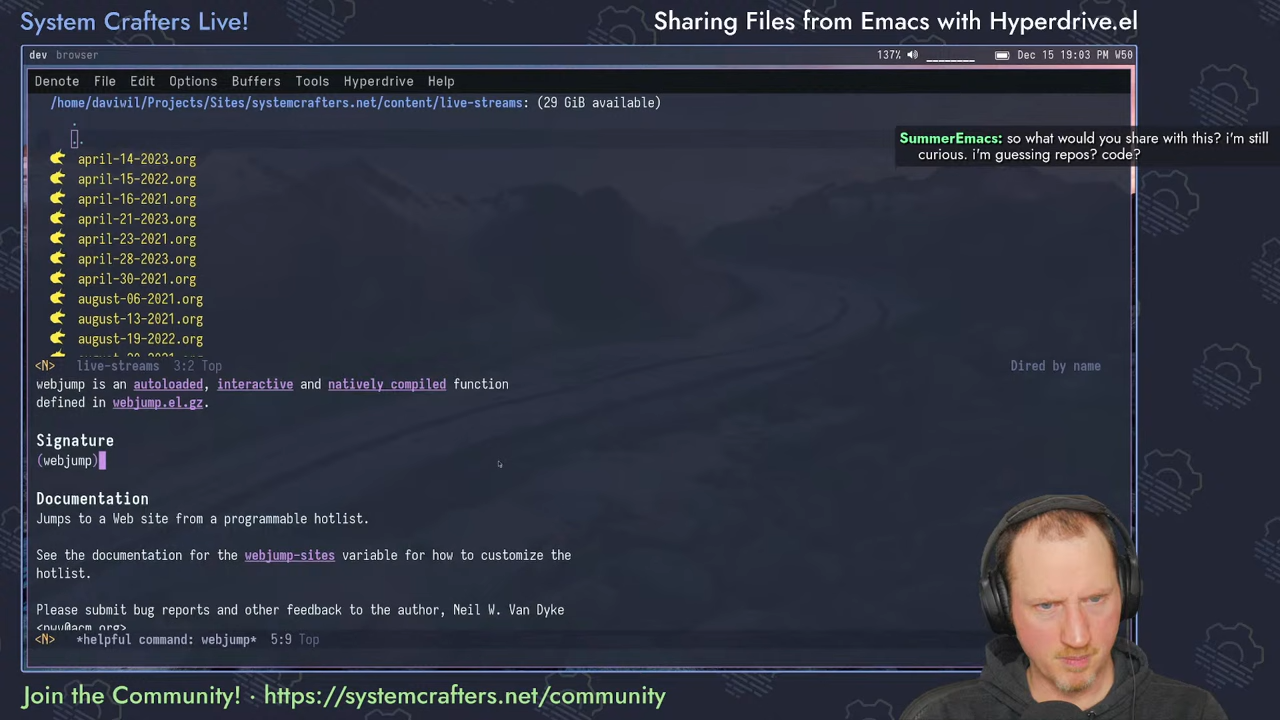 System Crafters Live!
Sharing Files from Emacs with Hyperdrive.el
dev browser
137% Dec 15 19:03 PM W50
Denote File Edit Options Buffers Tools Hyperdrive Help
/home/daviwil/Projects/Sites/systemcrafters.net/content/live-streams: (29 GiB available)
.
..
SummerEmacs: so what would you share with this? i'm still
curious. i'm guessing repos? code?
april-14-2023.org
april-15-2022.org
april-16-2021.org
april-21-2023.org
april-23-2021.org
april-28-2023.org
april-30-2021.org
august-06-2021.org
august-13-2021.org
august-19-2022.org
august-20-2021.org
<N> live-streams 3:2 Top Dired by name
webjump is an autoloaded, interactive and natively compiled function
defined in webjump.el.gz.
Signature
(webjump)
Documentation
Jumps to a Web site from a programmable hotlist.
See the documentation for the webjump-sites variable for how to customize the
hotlist.
Please submit bug reports and other feedback to the author, Neil W. Van Dyke
<nwv@acm.org>
<N> *helpful command: webjump* 5:9 Top
Join the Community! · https://systemcrafters.net/community